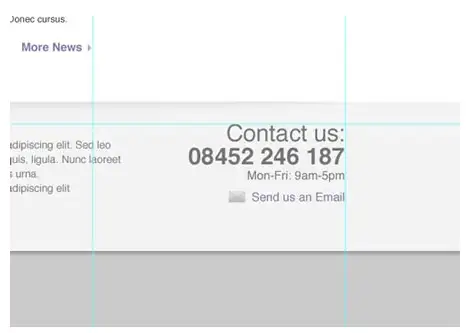 Donec cursus.
More News
adipiscing elit. Sed leo
quis, ligula. Nunc laoreet
s urna.
adipiscing elit
Contact us:
08452 246 187
Mon-Fri: 9am-5pm
Send us an Email